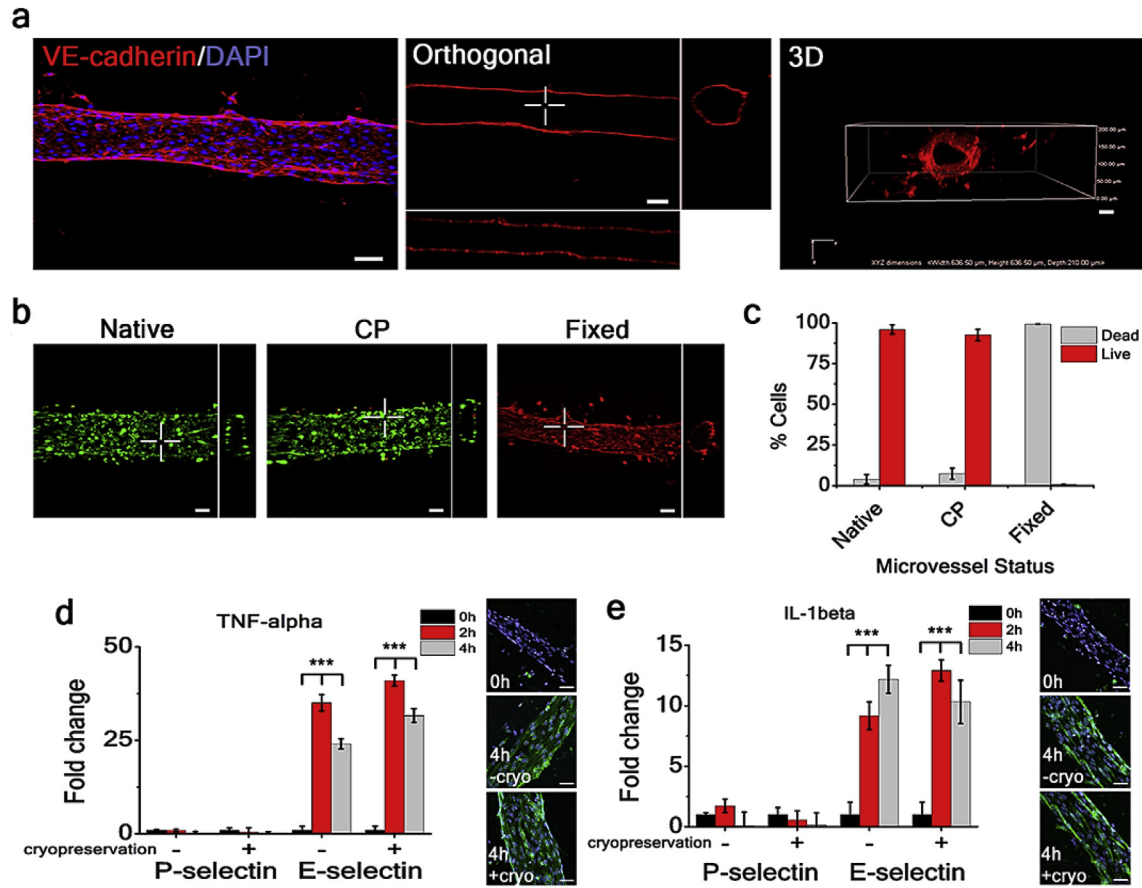 a
VE-cadherin/DAPI
Orthogonal
3D
200.00 µm
150.00 µm
100.00 µm
50.00 µm
0.00 µm
XYZ dimensions <Width 636.50 µm, Height 636.50 µm, Depth 210.00 µm>
b
Native
CP
Fixed
c
100
75
50
25
0
% Cells
Dead
Live
Native
CP
Fixed
Microvessel Status
d
TNF-alpha
0h
2h
4h
50
25
0
Fold change
***
***
cryopreservation
-
+
-
+
P-selectin
E-selectin
0h
4h
-cryo
4h
+cryo
e
IL-1beta
0h
2h
4h
15
10
5
0
Fold change
***
***
cryopreservation
-
+
-
+
P-selectin
E-selectin
0h
4h
-cryo
4h
+cryo